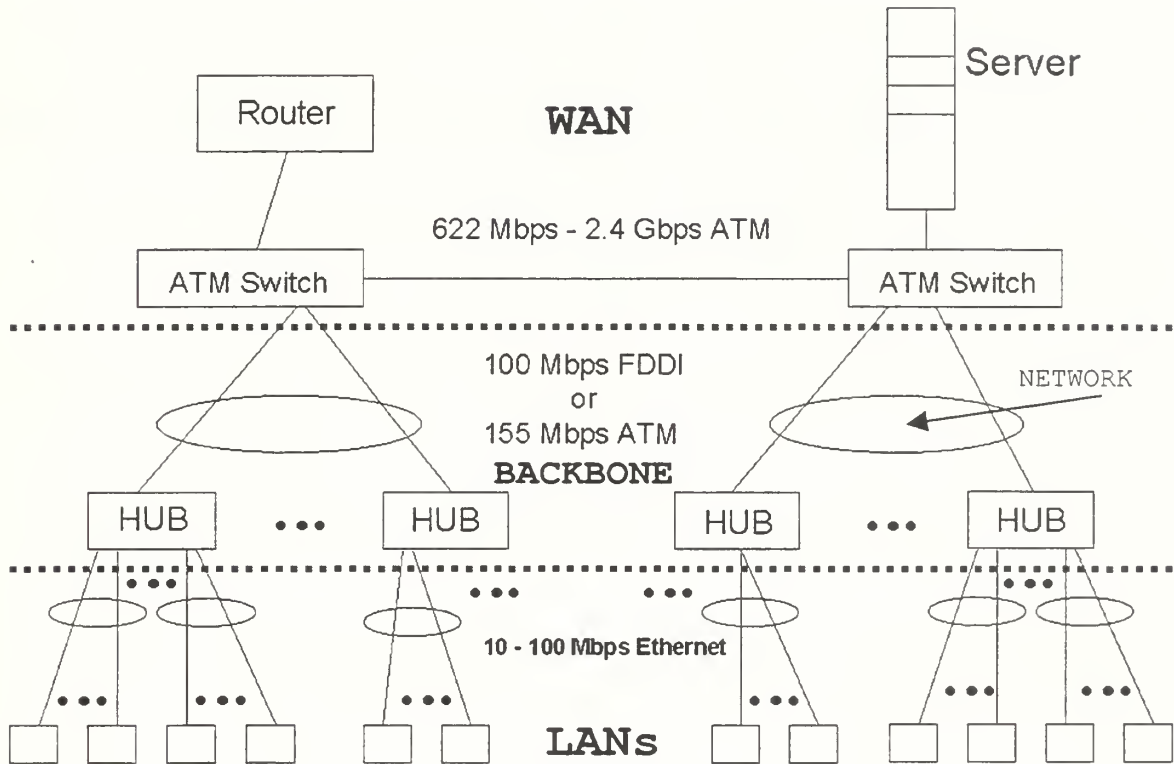 Server
Router
WAN
622 Mbps - 2.4 Gbps ATM
ATM Switch
ATM Switch
100 Mbps FDDI
or
155 Mbps ATM
NETWORK
BACKBONE
HUB
HUB
HUB
HUB
10 - 100 Mbps Ethernet
LANs